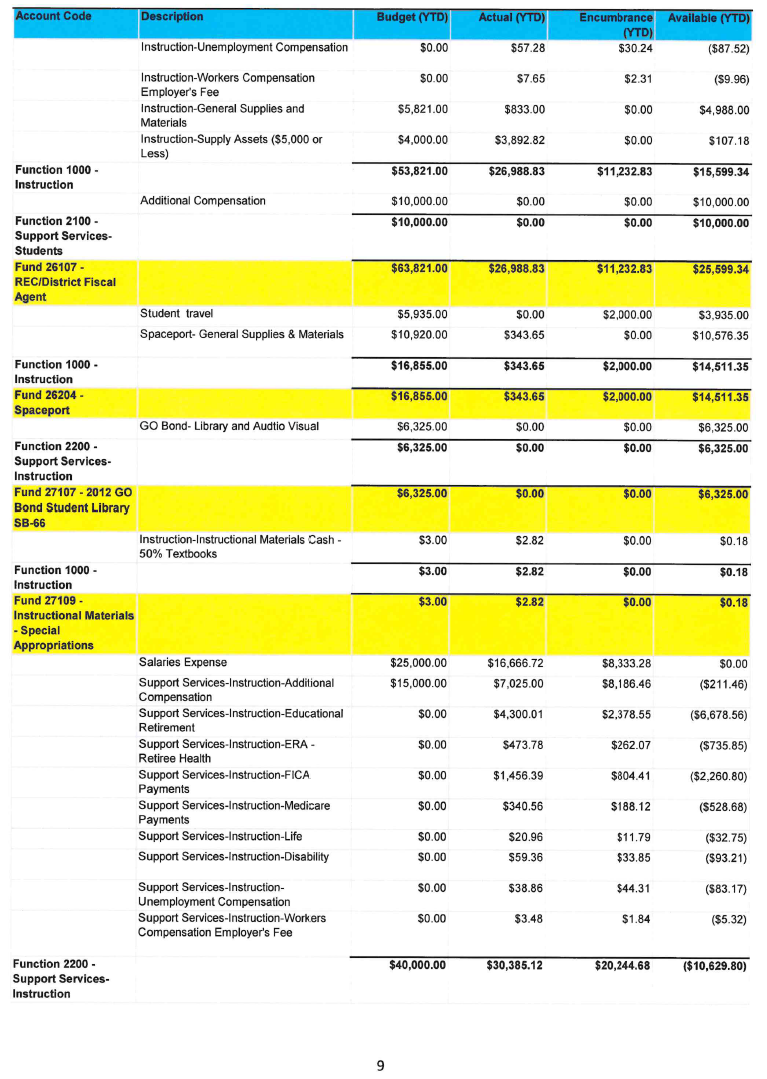 Account Code Description Budget (YTD) Actual (YTD) Encumbrance Available (YTD)
(YTD)
Instruction-Unemployment Compensation $0.00 $57.28 $30.24 ($87.52)
Instruction-Workers Compensation $0.00 $7.65 $2.31 ($9.96)
Employer's Fee
Instruction-General Supplies and $5,821.00 $833.00 $0.00 $4,988.00
Materials
Instruction-Supply Assets ($5,000 or $4,000.00 $3,892.82 $0.00 $107.18
Less)
Function 1000 - $53,821.00 $26,988.83 $11,232.83 $15,599.34
Instruction
Additional Compensation $10,000.00 $0.00 $0.00 $10,000.00
Function 2100 - $10,000.00 $0.00 $0.00 $10,000.00
Support Services-
Students
Fund 26107 - $63,821.00 $26,988.83 $11,232.83 $25,599.34
REC/District Fiscal
Agent
Student travel $5,935.00 $0.00 $2,000.00 $3,935.00
Spaceport- General Supplies & Materials $10,920.00 $343.65 $0.00 $10,576.35
Function 1000 - $16,855.00 $343.65 $2,000.00 $14,511.35
Instruction
Fund 26204 - $16,855.00 $343.65 $2,000.00 $14,511.35
Spaceport
GO Bond- Library and Audtio Visual $6,325.00 $0.00 $0.00 $6,325.00
Function 2200 - $6,325.00 $0.00 $0.00 $6,325.00
Support Services-
Instruction
Fund 27107 - 2012 GO $6,325.00 $0.00 $0.00 $6,325.00
Bond Student Library
SB-66
Instruction-Instructional Materials Cash - $3.00 $2.82 $0.00 $0.18
50% Textbooks
Function 1000 - $3.00 $2.82 $0.00 $0.18
Instruction
Fund 27109 - $3.00 $2.82 $0.00 $0.18
Instructional Materials
- Special
Appropriations
Salaries Expense $25,000.00 $16,666.72 $8,333.28 $0.00
Support Services-Instruction-Additional $15,000.00 $7,025.00 $8,186.46 ($211.46)
Compensation
Support Services-Instruction-Educational $0.00 $4,300.01 $2,378.55 ($6,678.56)
Retirement
Support Services-Instruction-ERA - $0.00 $473.78 $262.07 ($735.85)
Retiree Health
Support Services-Instruction-FICA $0.00 $1,456.39 $804.41 ($2,260.80)
Payments
Support Services-Instruction-Medicare $0.00 $340.56 $188.12 ($528.68)
Payments
Support Services-Instruction-Life $0.00 $20.96 $11.79 ($32.75)
Support Services-Instruction-Disability $0.00 $59.36 $33.85 ($93.21)
Support Services-Instruction- $0.00 $38.86 $44.31 ($83.17)
Unemployment Compensation
Support Services-Instruction-Workers $0.00 $3.48 $1.84 ($5.32)
Compensation Employer's Fee
Function 2200 - $40,000.00 $30,385.12 $20,244.68 ($10,629.80)
Support Services-
Instruction
9